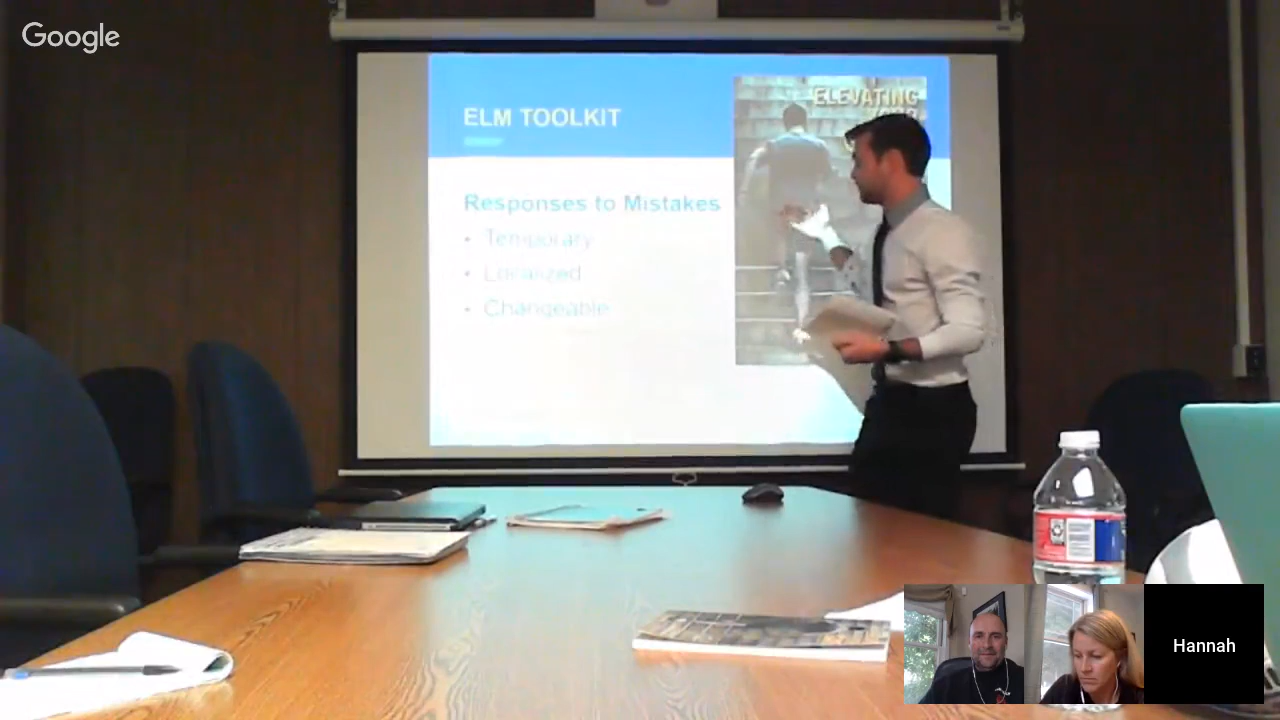 Google
ELM TOOLKIT
ELEVATING
Responses to Mistakes
• Temporary
• Localized
• Changeable
Hannah